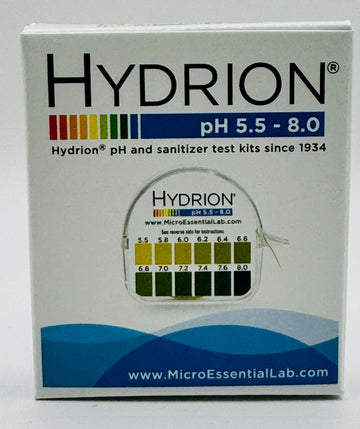 HYDRION®
pH 5.5 - 8.0
Hydrion® pH and sanitizer test kits since 1934
HYDRION®
pH 5.5 - 8.0
www.MicroEssentialLab.com
See reverse side for instructions
5.5 5.8 6.0 6.2 6.4 6.6
6.8 7.0 7.2 7.4 7.6 8.0
www.MicroEssentialLab.com